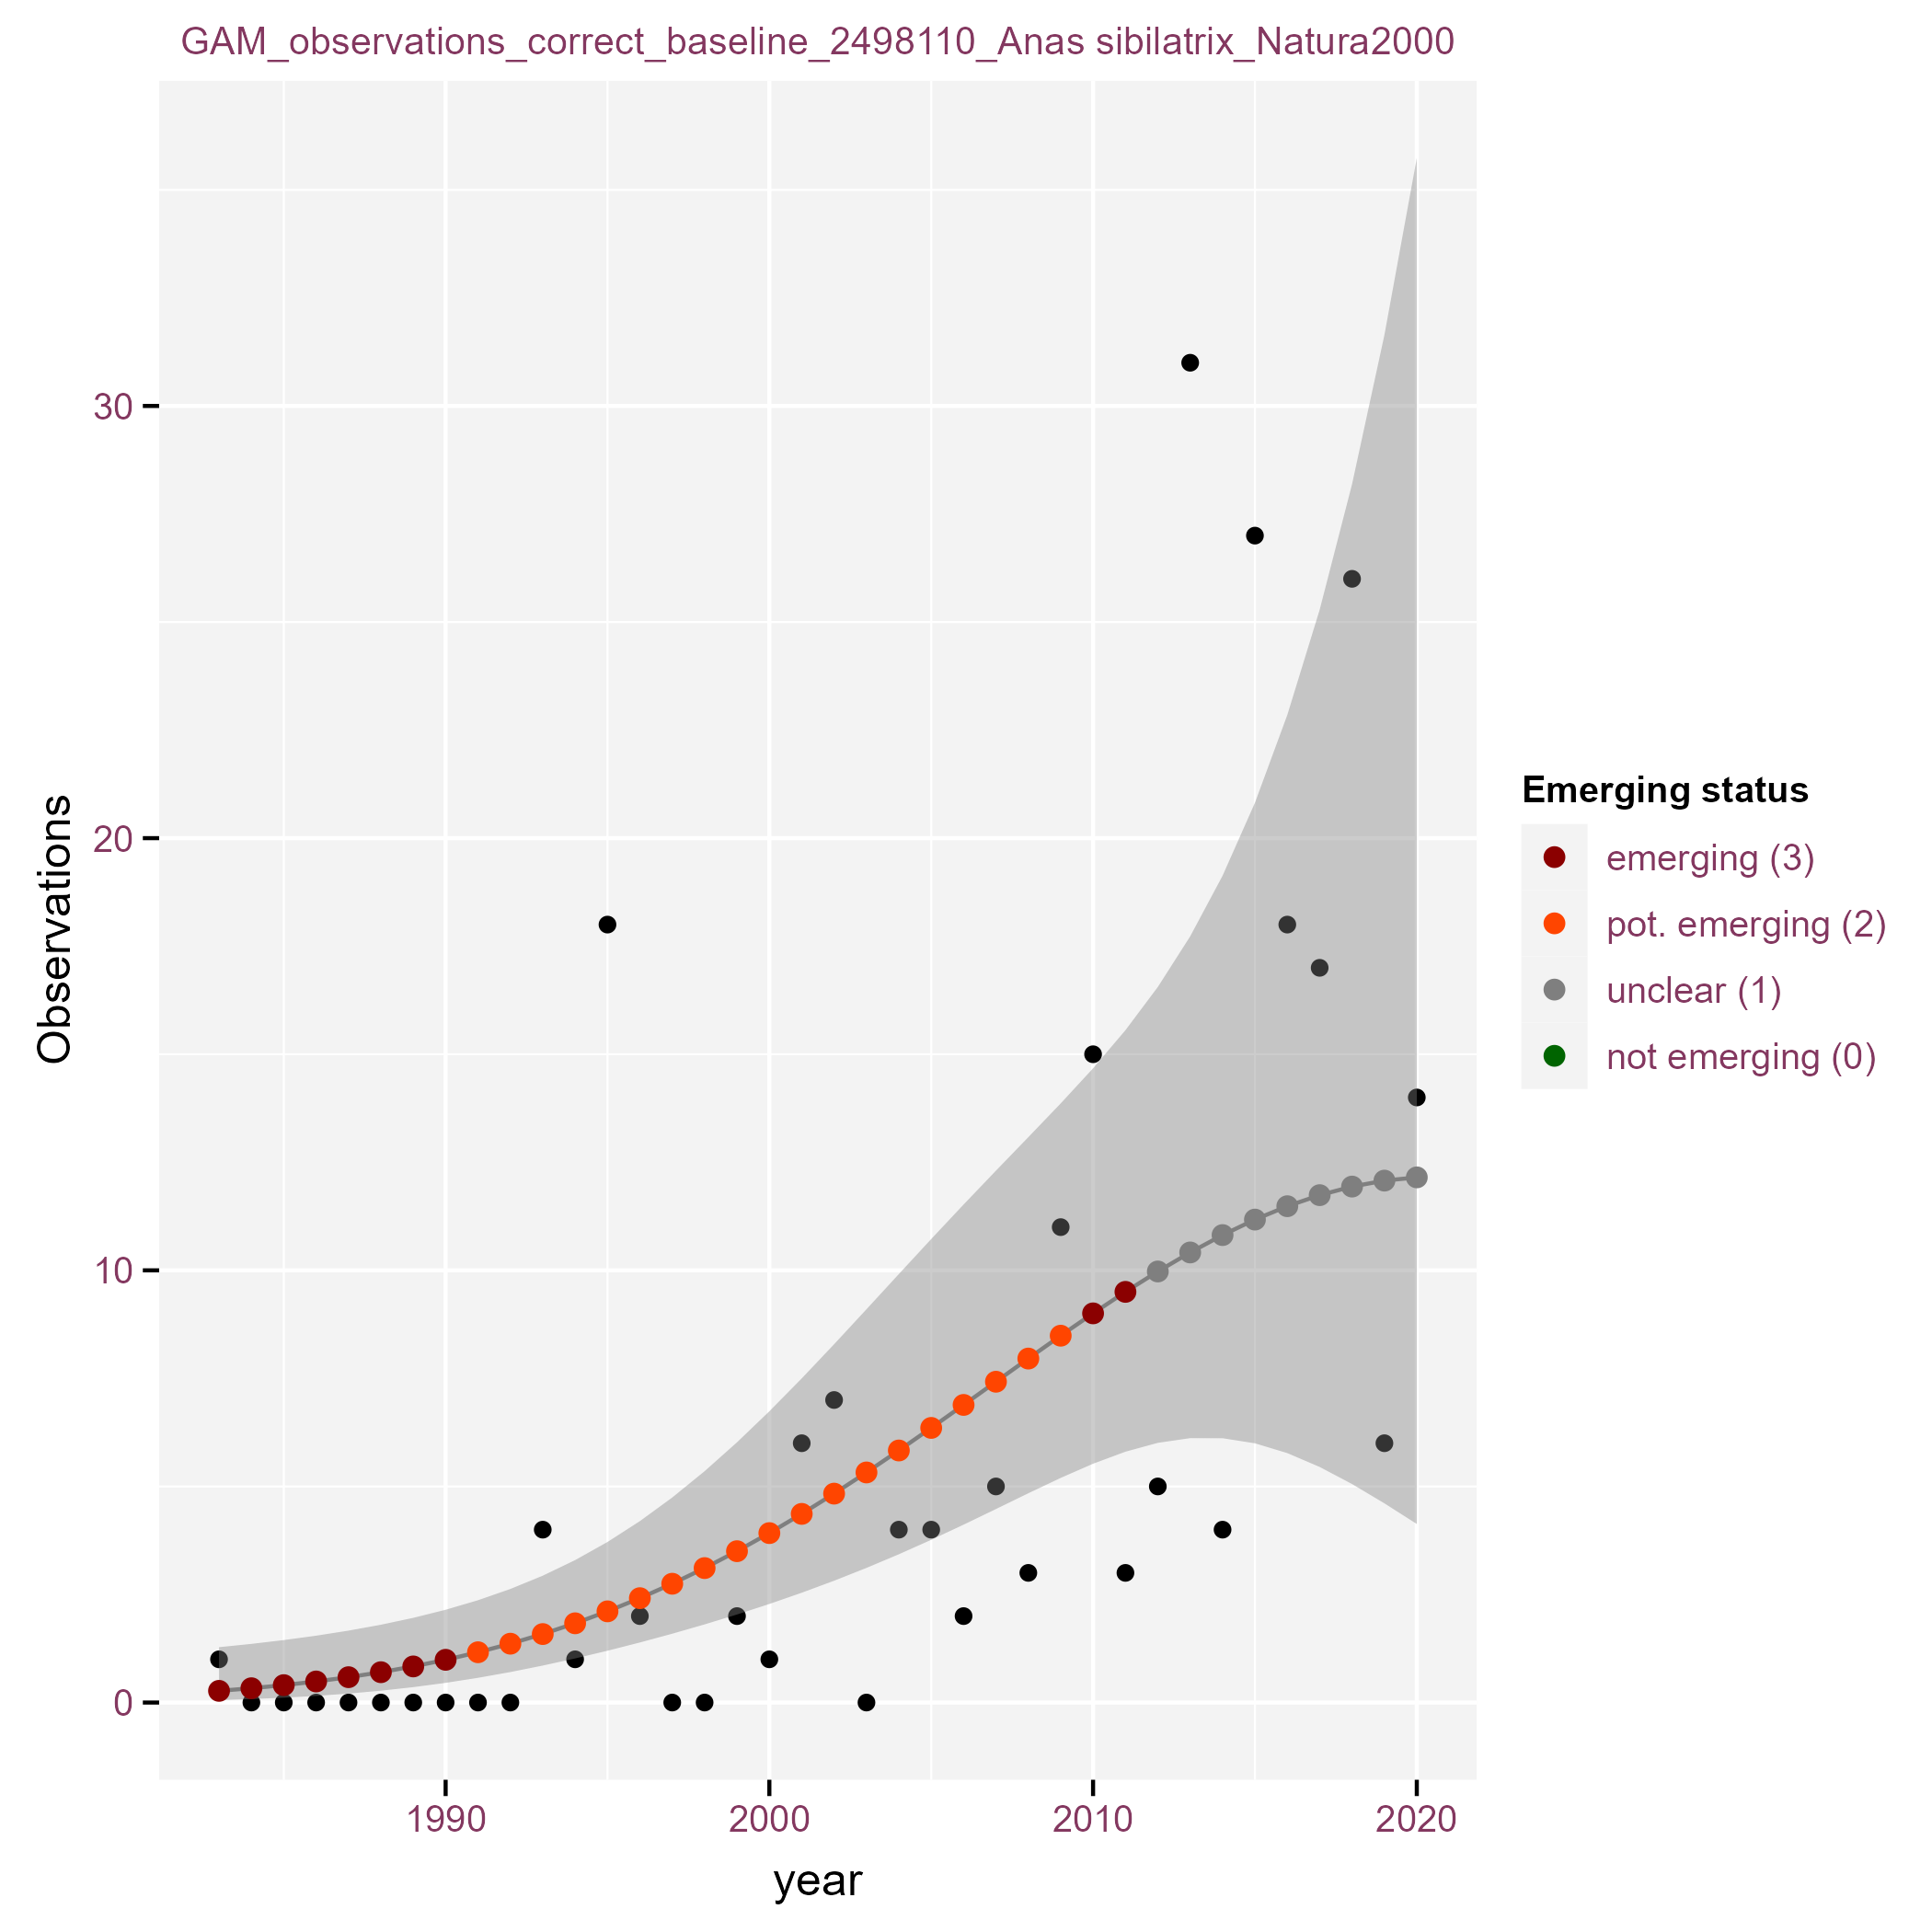 GAM_observations_correct_baseline_2498110_Anas sibilatrix_Natura2000
Observations
30
20
10
0
1990
2000
2010
2020
year
Emerging status
emerging (3)
pot. emerging (2)
unclear (1)
not emerging (0)